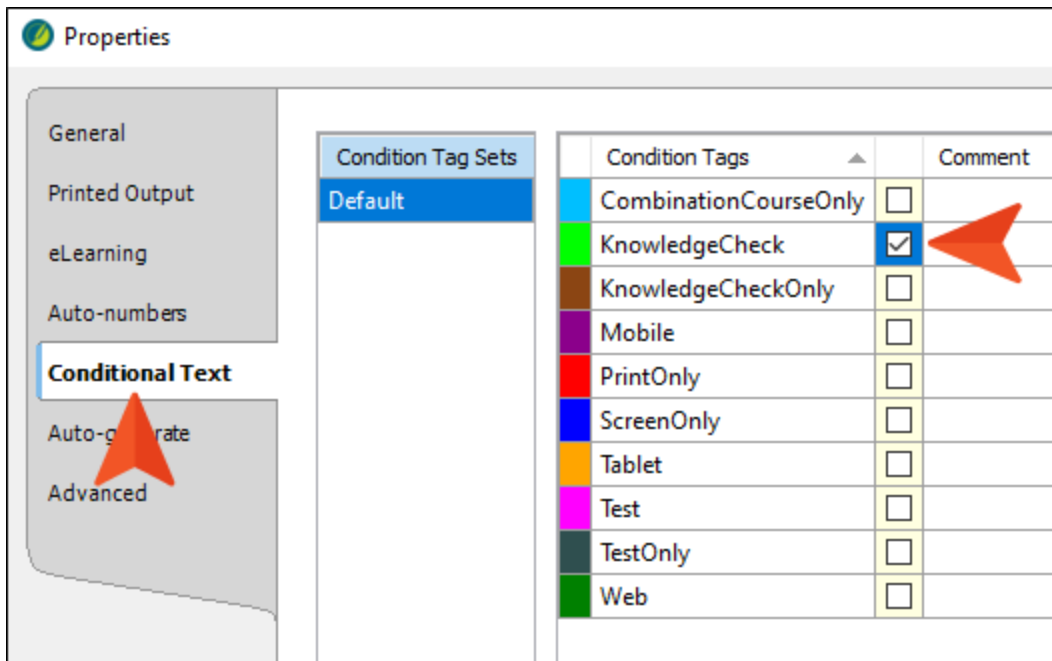 Properties
General
Printed Output
eLearning
Auto-numbers
Conditional Text
Advanced
Condition Tag Sets
Default
Condition Tags Comment
CombinationCourseOnly
KnowledgeCheck
KnowledgeCheckOnly
Mobile
PrintOnly
ScreenOnly
Tablet
Test
TestOnly
Web